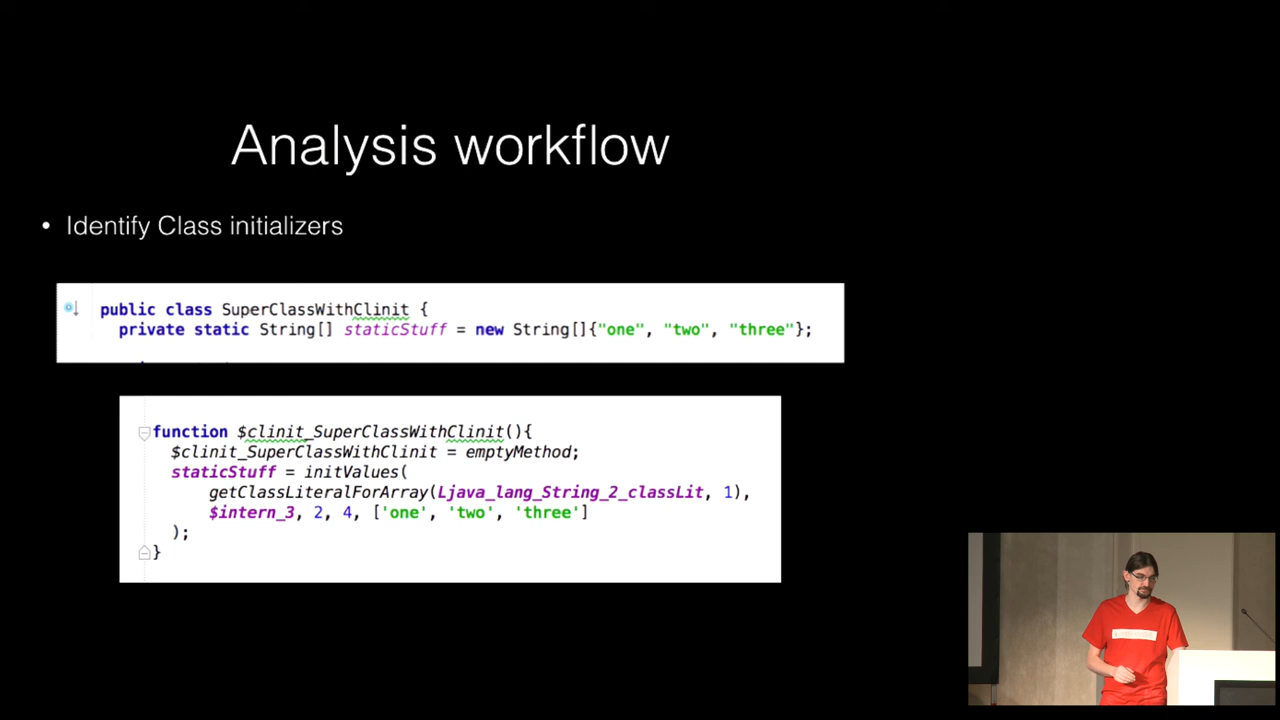 Analysis workflow
• Identify Class initializers
public class SuperClassWithClinit {
private static String[] staticStuff = new String[]{"one", "two", "three"};
function $clinit_SuperClassWithClinit(){
$clinit_SuperClassWithClinit = emptyMethod;
staticStuff = initValues(
getClassLiteralForArray(Ljava_lang_String_2_classLit, 1),
$intern_3, 2, 4, ['one', 'two', 'three']
);
}